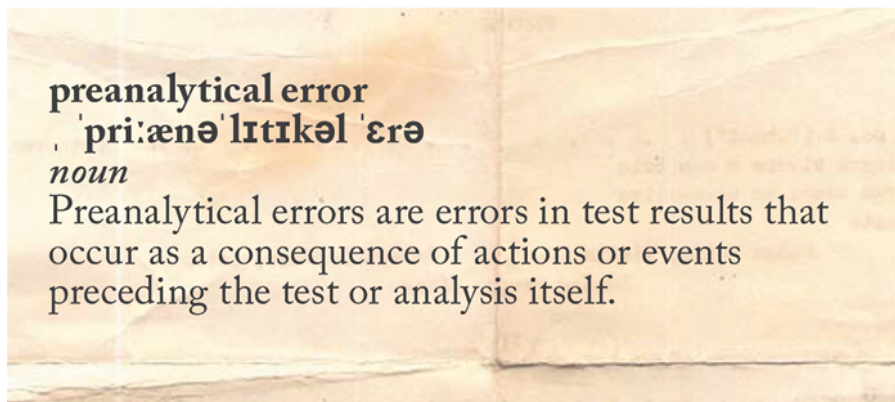 preanalytical error
ˌ ˈpriːænəˈlɪtɪkəl ˈɛrə
noun
Preanalytical errors are errors in test results that
occur as a consequence of actions or events
preceding the test or analysis itself.